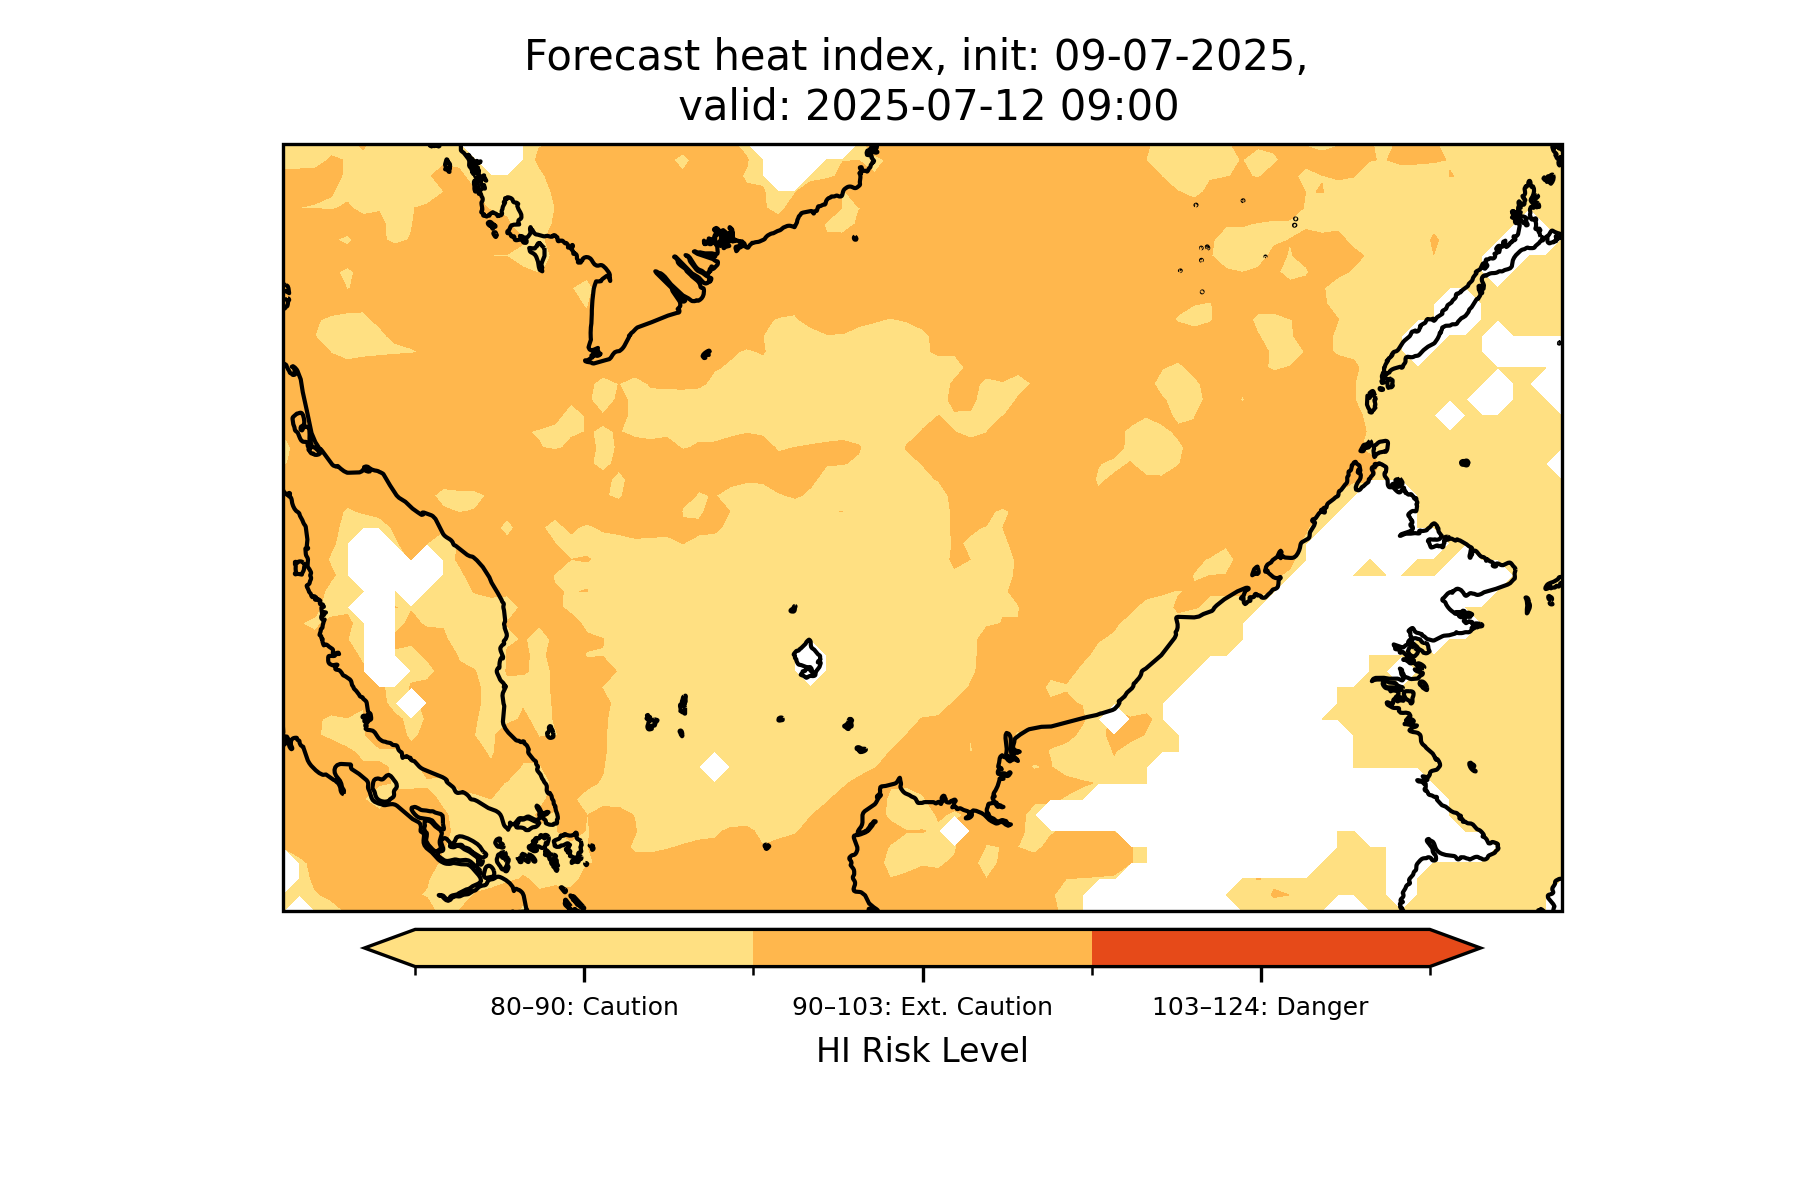 Forecast heat index, init: 09-07-2025,
valid: 2025-07-12 09:00
80–90: Caution
90–103: Ext. Caution
103–124: Danger
HI Risk Level